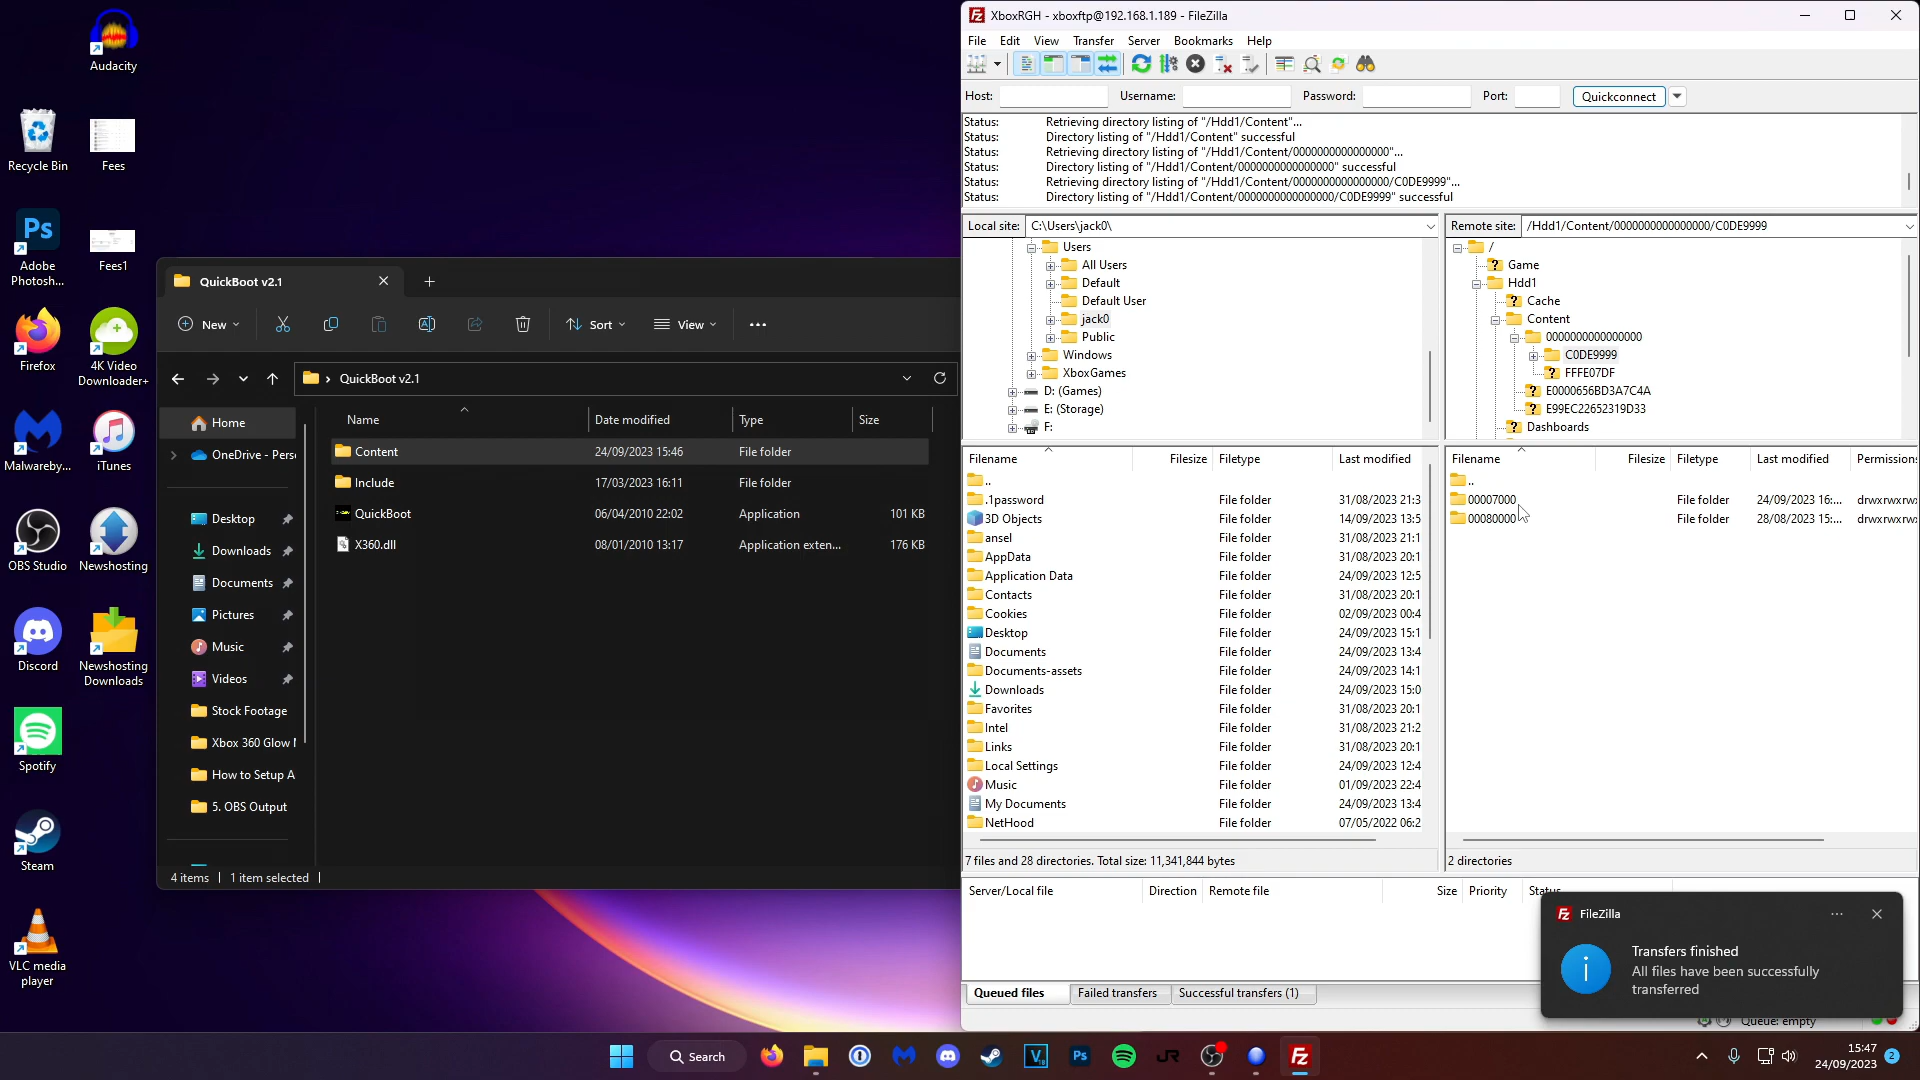 Audacity
Recycle Bin
Fees
Adobe
Photosh...
Fees1
Firefox
4K Video
Downloader+
Malwareby...
iTunes
OBS Studio
Newshosting
Discord
Newshosting
Downloads
Spotify
Steam
VLC media
player
QuickBoot v2.1
New
Sort
View
QuickBoot v2.1
Name
Date modified
Type
Size
Home
OneDrive - Perso
Desktop
Downloads
Documents
Pictures
Music
Videos
Stock Footage
Xbox 360 Glow
How to Setup A
5. OBS Output
Content 24/09/2023 15:46 File folder
Include 17/03/2023 16:11 File folder
QuickBoot 06/04/2010 22:02 Application 101 KB
X360.dll 08/01/2010 13:17 Application exten... 176 KB
4 items 1 item selected
XboxRGH - xboxftp@192.168.1.189 - FileZilla
File Edit View Transfer Server Bookmarks Help
Host: Username: Password: Port: Quickconnect
Status: Retrieving directory listing of "/Hdd1/Content"...
Status: Directory listing of "/Hdd1/Content" successful
Status: Retrieving directory listing of "/Hdd1/Content/0000000000000000"...
Status: Directory listing of "/Hdd1/Content/0000000000000000" successful
Status: Retrieving directory listing of "/Hdd1/Content/0000000000000000/C0DE9999"...
Status: Directory listing of "/Hdd1/Content/0000000000000000/C0DE9999" successful
Local site: C:\Users\jack0\
Users
All Users
Default
Default User
jack0
Public
Windows
XboxGames
D: (Games)
E: (Storage)
F:
Remote site: /Hdd1/Content/0000000000000000/C0DE9999
/
Game
Hdd1
Cache
Content
0000000000000000
C0DE9999
FFFE07DF
E0000656BD3A7C4A
E99EC22652319D33
Dashboards
Filename Filesize Filetype Last modified
..
.1password File folder 31/08/2023 21:3
3D Objects File folder 14/09/2023 13:5
ansel File folder 31/08/2023 21:1
AppData File folder 31/08/2023 20:1
Application Data File folder 24/09/2023 12:5
Contacts File folder 31/08/2023 20:1
Cookies File folder 02/09/2023 00:4
Desktop File folder 24/09/2023 15:1
Documents File folder 24/09/2023 13:4
Documents-assets File folder 24/09/2023 14:1
Downloads File folder 24/09/2023 15:0
Favorites File folder 31/08/2023 20:1
Intel File folder 31/08/2023 21:2
Links File folder 31/08/2023 20:1
Local Settings File folder 24/09/2023 12:4
Music File folder 01/09/2023 22:4
My Documents File folder 24/09/2023 13:4
NetHood File folder 07/05/2022 06:2
7 files and 28 directories. Total size: 11,341,844 bytes
Filename Filesize Filetype Last modified Permissions
..
00007000 File folder 24/09/2023 16:... drwxrwxrwx
00080000 File folder 28/08/2023 15:... drwxrwxrwx
2 directories
Server/Local file Direction Remote file Size Priority Status
Queued files Failed transfers Successful transfers (1)
Queue: empty
FileZilla
Transfers finished
All files have been successfully
transferred
Search
15:47
24/09/2023
2